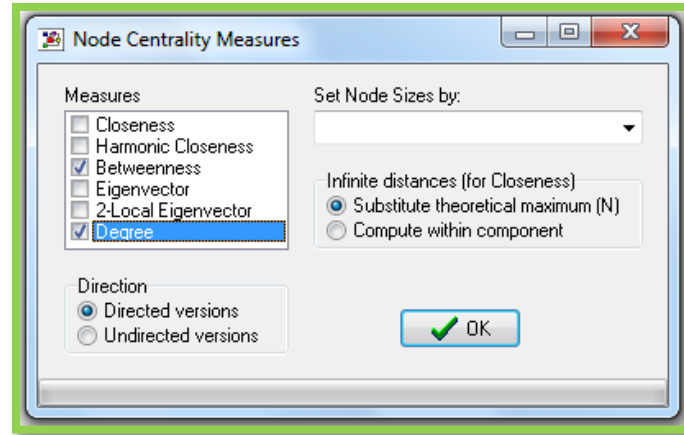 Node Centrality Measures
Measures
Closeness
Harmonic Closeness
Betweenness
Eigenvector
2-Local Eigenvector
Degree
Set Node Sizes by:
Infinite distances (for Closeness)
Substitute theoretical maximum (N)
Compute within component
Direction
Directed versions
Undirected versions
OK